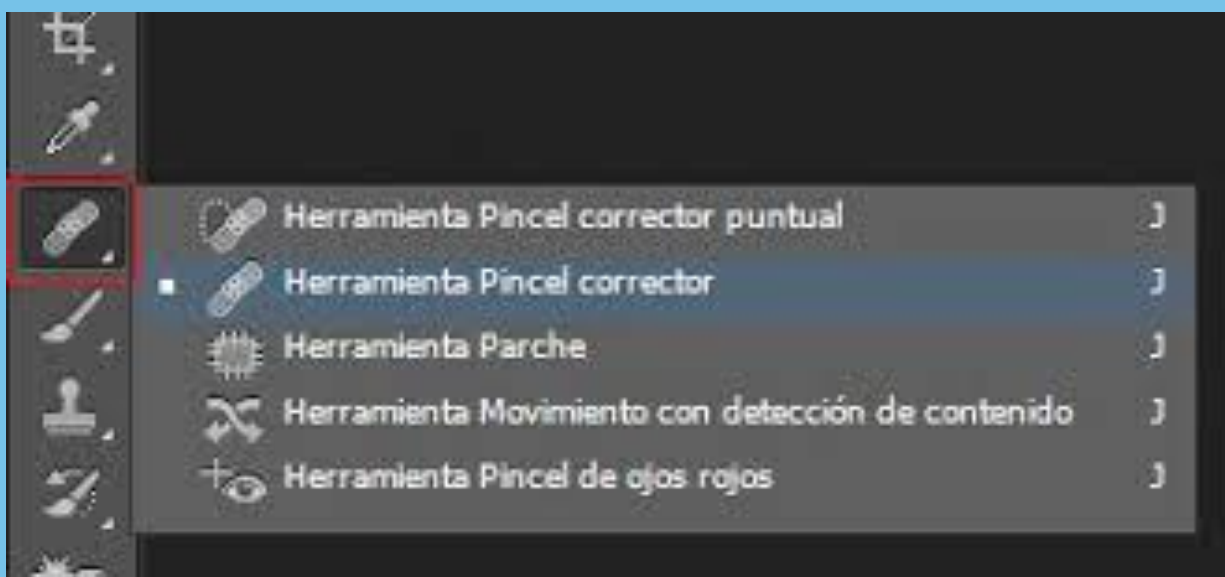 Herramienta Pincel corrector puntual J
Herramienta Pincel corrector J
Herramienta Parche J
Herramienta Movimiento con detección de contenido J
Herramienta Pincel de ojos rojos J